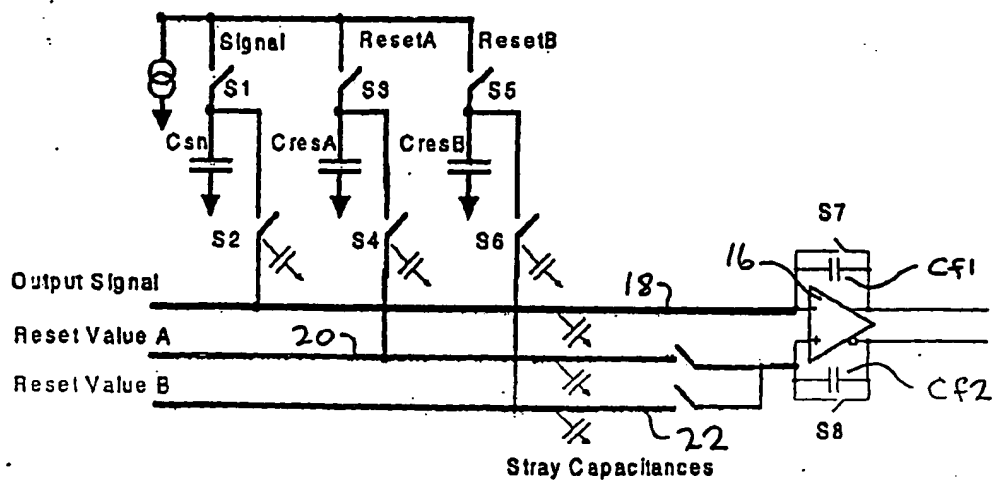 Signal
ResetA
ResetB
S1
S3
S5
Csn
CresA
CresB
S2
S4
S6
S7
16
Cf1
Output Signal
18
Reset Value A
20
Reset Value B
Cf2
22
S8
Stray Capacitances